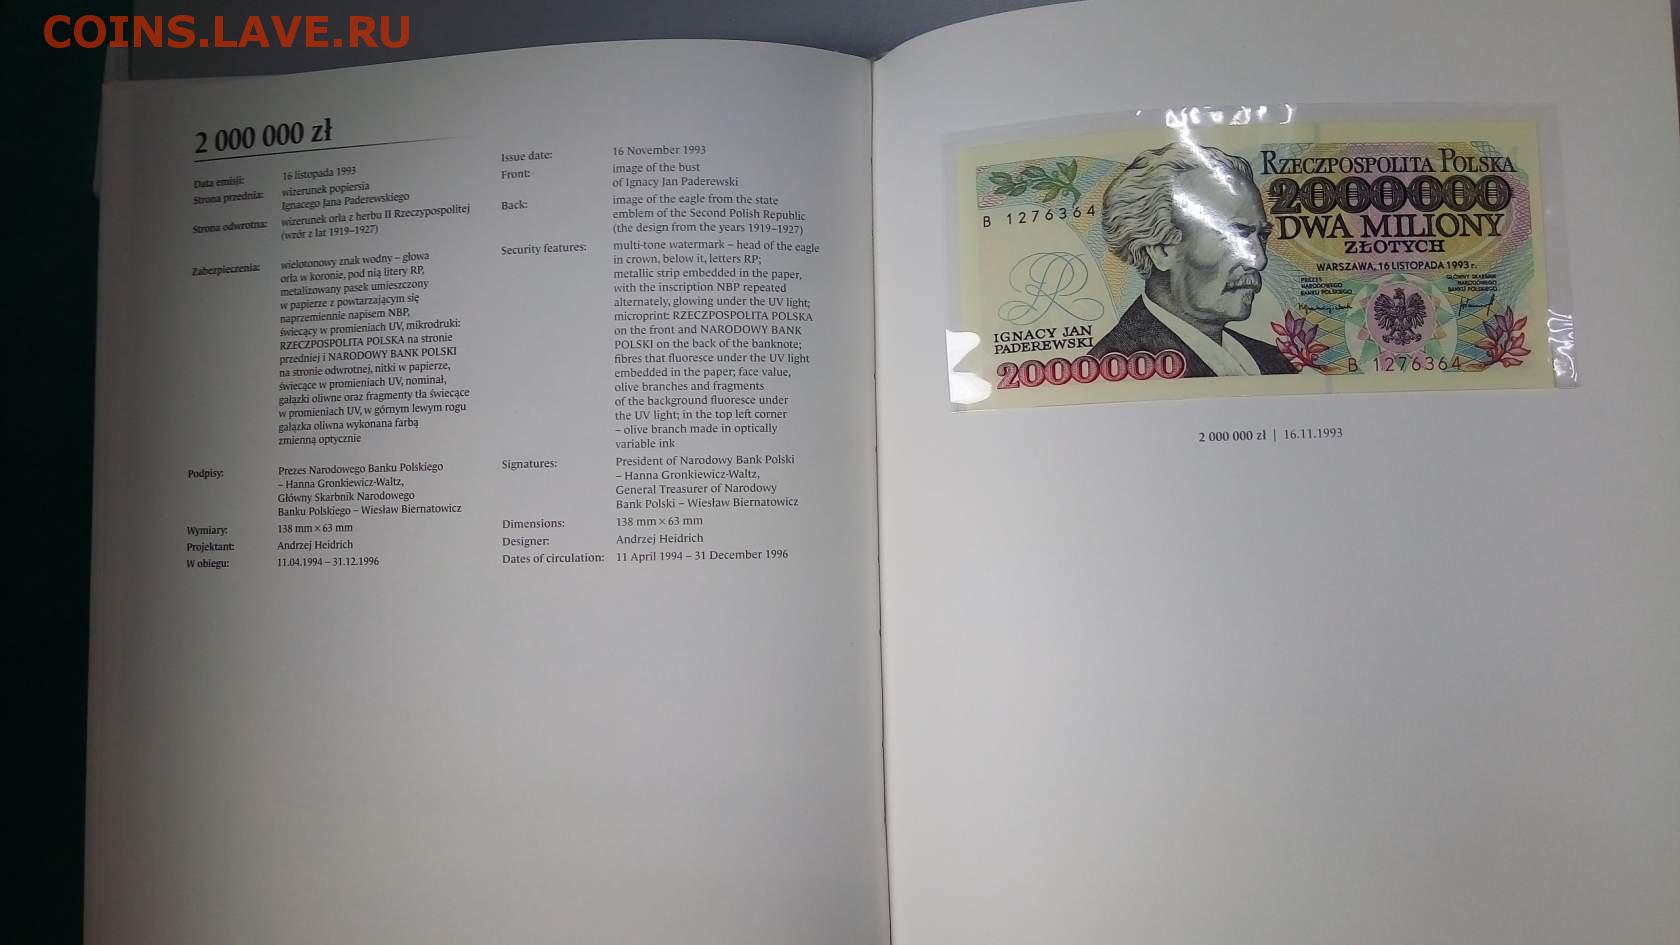 COINS.LAVE.RU
2 000 000 zł
Data emisji: 16 listopada 1993
Strona przednia: wizerunek popiersia
Ignacego Jana Paderewskiego
Strona odwrotna: wizerunek orła z herbu II Rzeczypospolitej
(wzór z lat 1919–1927)
Zabezpieczenia: wielotonowy znak wodny – głowa
orła w koronie, pod nią litery RP,
metalizowany pasek umieszczony
w papierze z powtarzającym się
naprzemiennie napisem NBP,
świecący w promieniach UV, mikrodruki:
RZECZPOSPOLITA POLSKA na stronie
przedniej i NARODOWY BANK POLSKI
na stronie odwrotnej, nitki w papierze,
świecące w promieniach UV, nominał,
gałązki oliwne oraz fragmenty tła świecące
w promieniach UV, w górnym lewym rogu
gałązka oliwna wykonana farbą
zmienną optycznie
Podpisy: Prezes Narodowego Banku Polskiego
– Hanna Gronkiewicz-Waltz,
Główny Skarbnik Narodowego
Banku Polskiego – Wiesław Biernatowicz
Wymiary: 138 mm × 63 mm
Projektant: Andrzej Heidrich
W obiegu: 11.04.1994 – 31.12.1996
Issue date: 16 November 1993
Front: image of the bust
of Ignacy Jan Paderewski
Back: image of the eagle from the state
emblem of the Second Polish Republic
(the design from the years 1919–1927)
Security features: multi-tone watermark – head of the eagle
in crown, below it, letters RP;
metallic strip embedded in the paper,
with the inscription NBP repeated
alternately, glowing under the UV light;
microprint: RZECZPOSPOLITA POLSKA
on the front and NARODOWY BANK
POLSKI on the back of the banknote;
fibres that fluoresce under the UV light
embedded in the paper; face value,
olive branches and fragments
of the background fluoresce under
the UV light; in the top left corner
– olive branch made in optically
variable ink
Signatures: President of Narodowy Bank Polski
– Hanna Gronkiewicz-Waltz,
General Treasurer of Narodowy
Bank Polski – Wiesław Biernatowicz
Dimensions: 138 mm × 63 mm
Designer: Andrzej Heidrich
Dates of circulation: 11 April 1994 – 31 December 1996
RZECZPOSPOLITA POLSKA
2000000
DWA MILIONY
ZŁOTYCH
WARSZAWA, 16 LISTOPADA 1993 r.
PREZES
NARODOWEGO
BANKU POLSKIEGO
GŁÓWNY SKARBNIK
NARODOWEGO
BANKU POLSKIEGO
B 1276364
IGNACY JAN
PADEREWSKI
2000000
B 1276364
2 000 000 zł | 16.11.1993